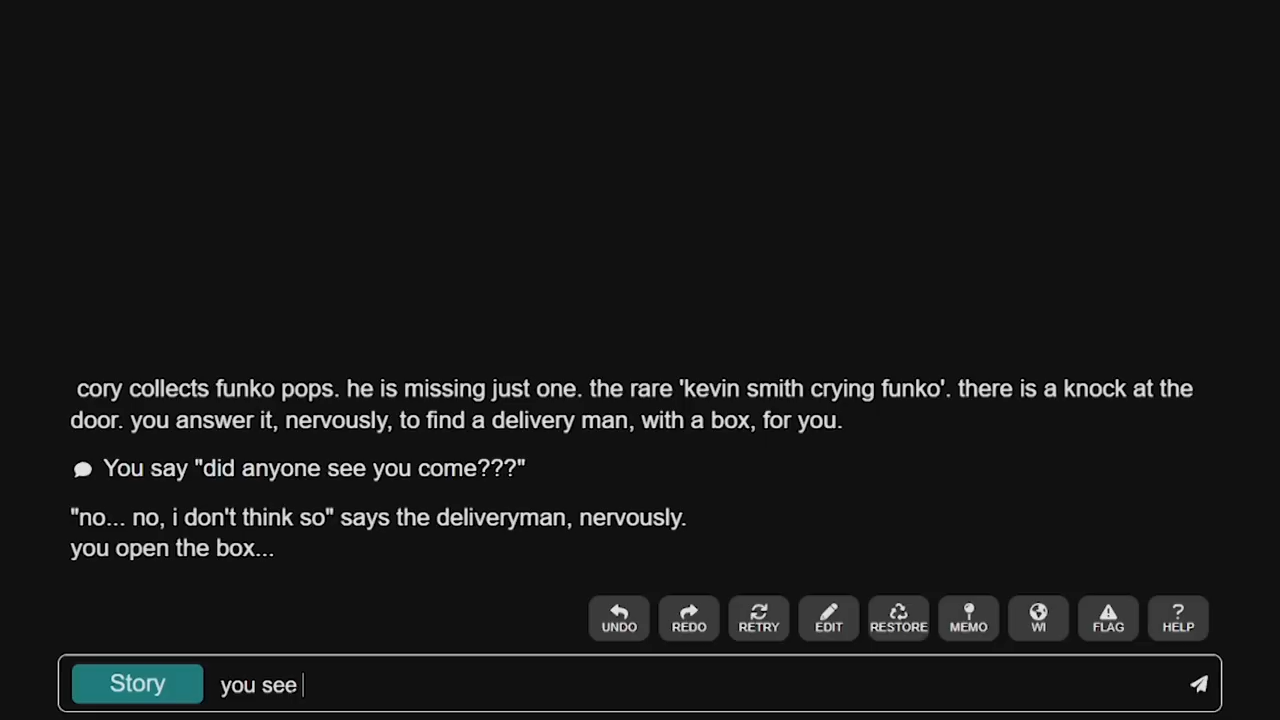 cory collects funko pops. he is missing just one. the rare 'kevin smith crying funko'. there is a knock at the
door. you answer it, nervously, to find a delivery man, with a box, for you.
You say "did anyone see you come???"
"no... no, i don't think so" says the deliveryman, nervously.
you open the box...
UNDO REDO RETRY EDIT RESTORE MEMO WI FLAG HELP
Story you see